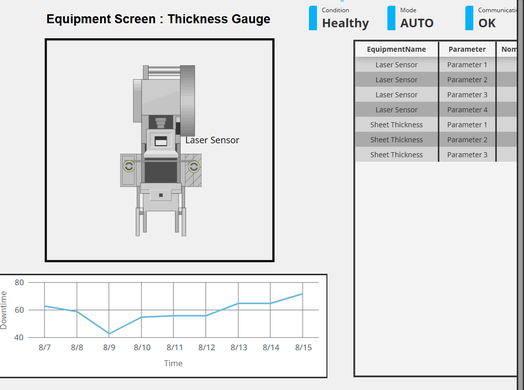 Equipment Screen : Thickness Gauge
Condition
Healthy
Mode
AUTO
OK
Laser Sensor
EquipmentName Parameter
Laser Sensor Parameter 1
Laser Sensor Parameter 2
Laser Sensor Parameter 3
Laser Sensor Parameter 4
Sheet Thickness Parameter 1
Sheet Thickness Parameter 2
Sheet Thickness Parameter 3
Downtime
80
60
40
8/7 8/8 8/9 8/10 8/11 8/12 8/13 8/14 8/15
Time